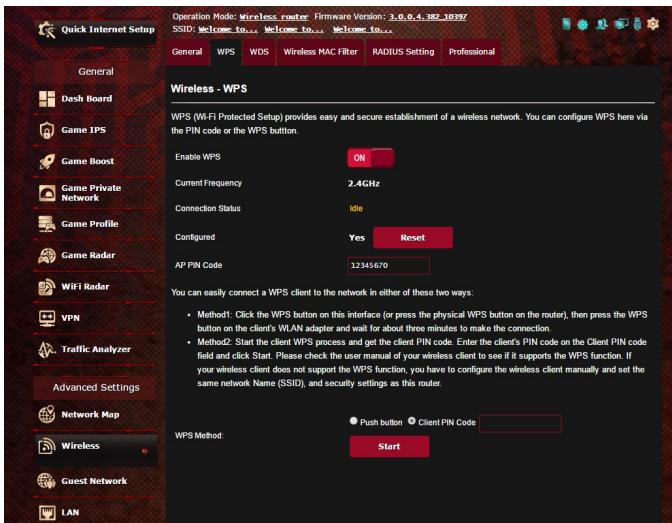 Quick Internet Setup
General
Dash Board
Game IPS
Game Boost
Game Private
Network
Game Profile
Game Radar
WiFi Radar
VPN
Traffic Analyzer
Advanced Settings
Network Map
Wireless
Guest Network
LAN
Operation Mode: Wireless router Firmware Version: 3.0.0.4.382_10397
SSID: Welcome to... Welcome to... Welcome to...
General WPS WDS Wireless MAC Filter RADIUS Setting Professional
Wireless - WPS
WPS (Wi-Fi Protected Setup) provides easy and secure establishment of a wireless network. You can configure WPS here via
the PIN code or the WPS buttton.
Enable WPS ON
Current Frequency 2.4GHz
Connection Status Idle
Configured Yes Reset
AP PIN Code 12345670
You can easily connect a WPS client to the network in either of these two ways:
• Method1: Click the WPS button on this interface (or press the physical WPS button on the router), then press the WPS
button on the client's WLAN adapter and wait for about three minutes to make the connection.
• Method2: Start the client WPS process and get the client PIN code. Enter the client's PIN code on the Client PIN code
field and click Start. Please check the user manual of your wireless client to see if it supports the WPS function. If
your wireless client does not support the WPS function, you have to configure the wireless client manually and set the
same network Name (SSID), and security settings as this router.
WPS Method: Push button Client PIN Code
Start